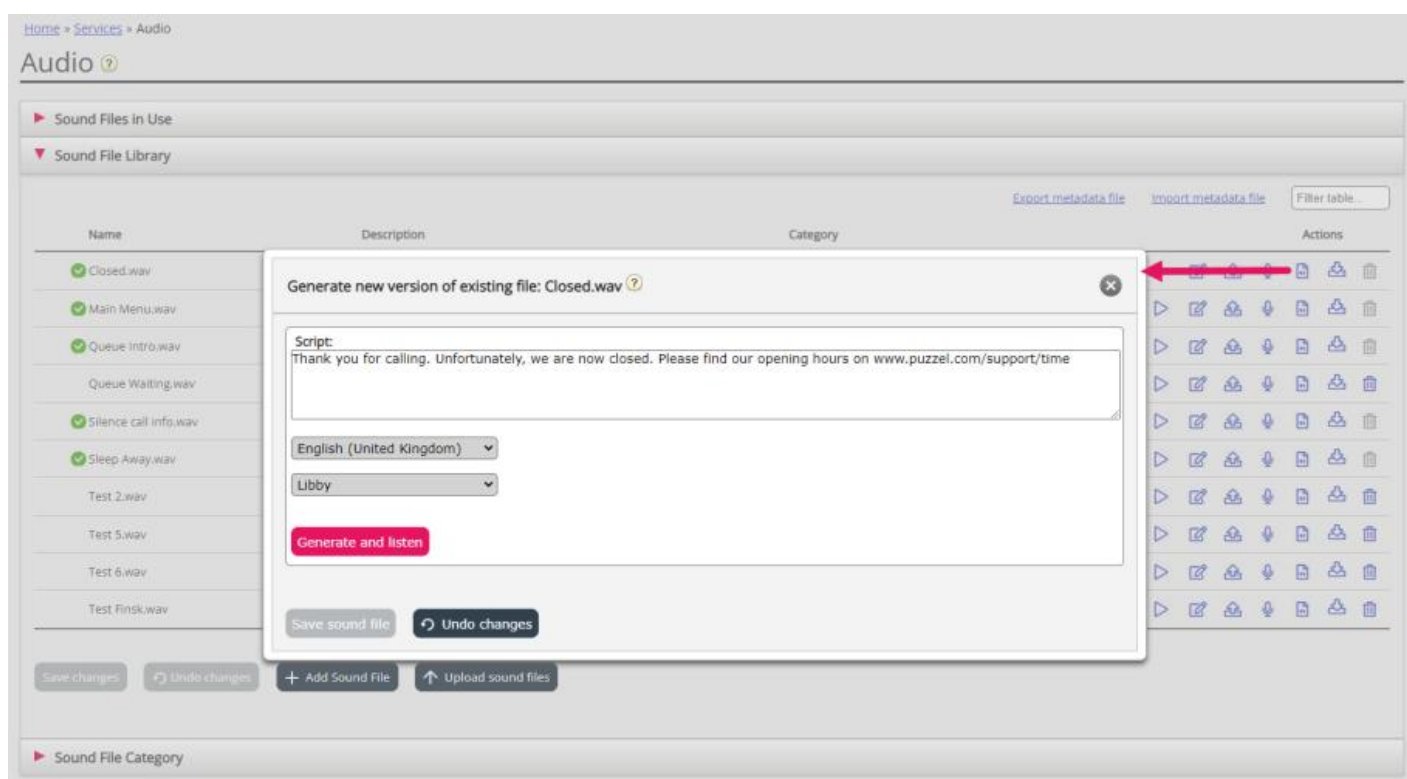 Home » Services » Audio
Audio ?
Sound Files in Use
Sound File Library
Export metadata file Import metadata file Filter table...
Name Description Category Actions
Closed.wav
Generate new version of existing file: Closed.wav ?
Main Menu.wav
Queue Intro.wav
Script:
Thank you for calling. Unfortunately, we are now closed. Please find our opening hours on www.puzzel.com/support/time
Queue Waiting.wav
Silence call info.wav
English (United Kingdom)
Sleep Away.wav
Libby
Test 2.wav
Test 5.wav
Generate and listen
Test 6.wav
Test Finsk.wav
Save sound file Undo changes
Save changes Undo changes + Add Sound File Upload sound files
Sound File Category